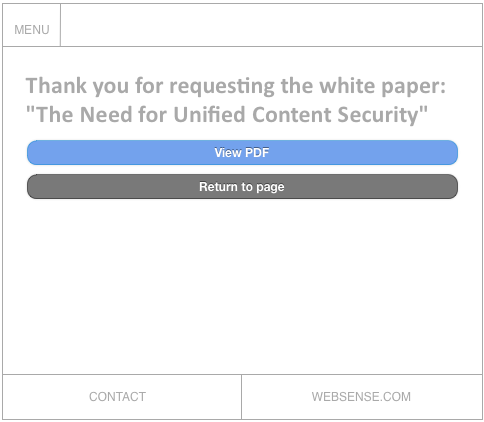 MENU
Thank you for requesting the white paper:
"The Need for Unified Content Security"
View PDF
Return to page
CONTACT
WEBSENSE.COM